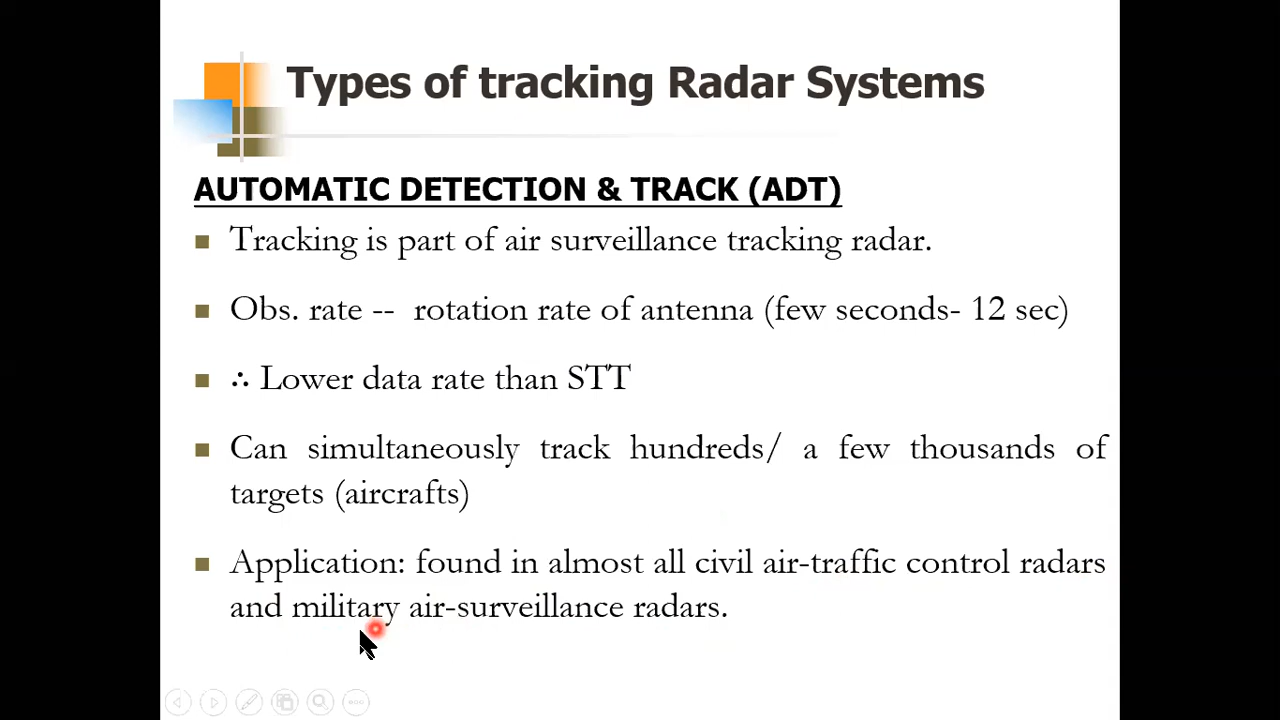 Types of tracking Radar Systems
AUTOMATIC DETECTION & TRACK (ADT)
Tracking is part of air surveillance tracking radar.
Obs. rate -- rotation rate of antenna (few seconds- 12 sec)
∴ Lower data rate than STT
Can simultaneously track hundreds/ a few thousands of
targets (aircrafts)
Application: found in almost all civil air-traffic control radars
and military air-surveillance radars.